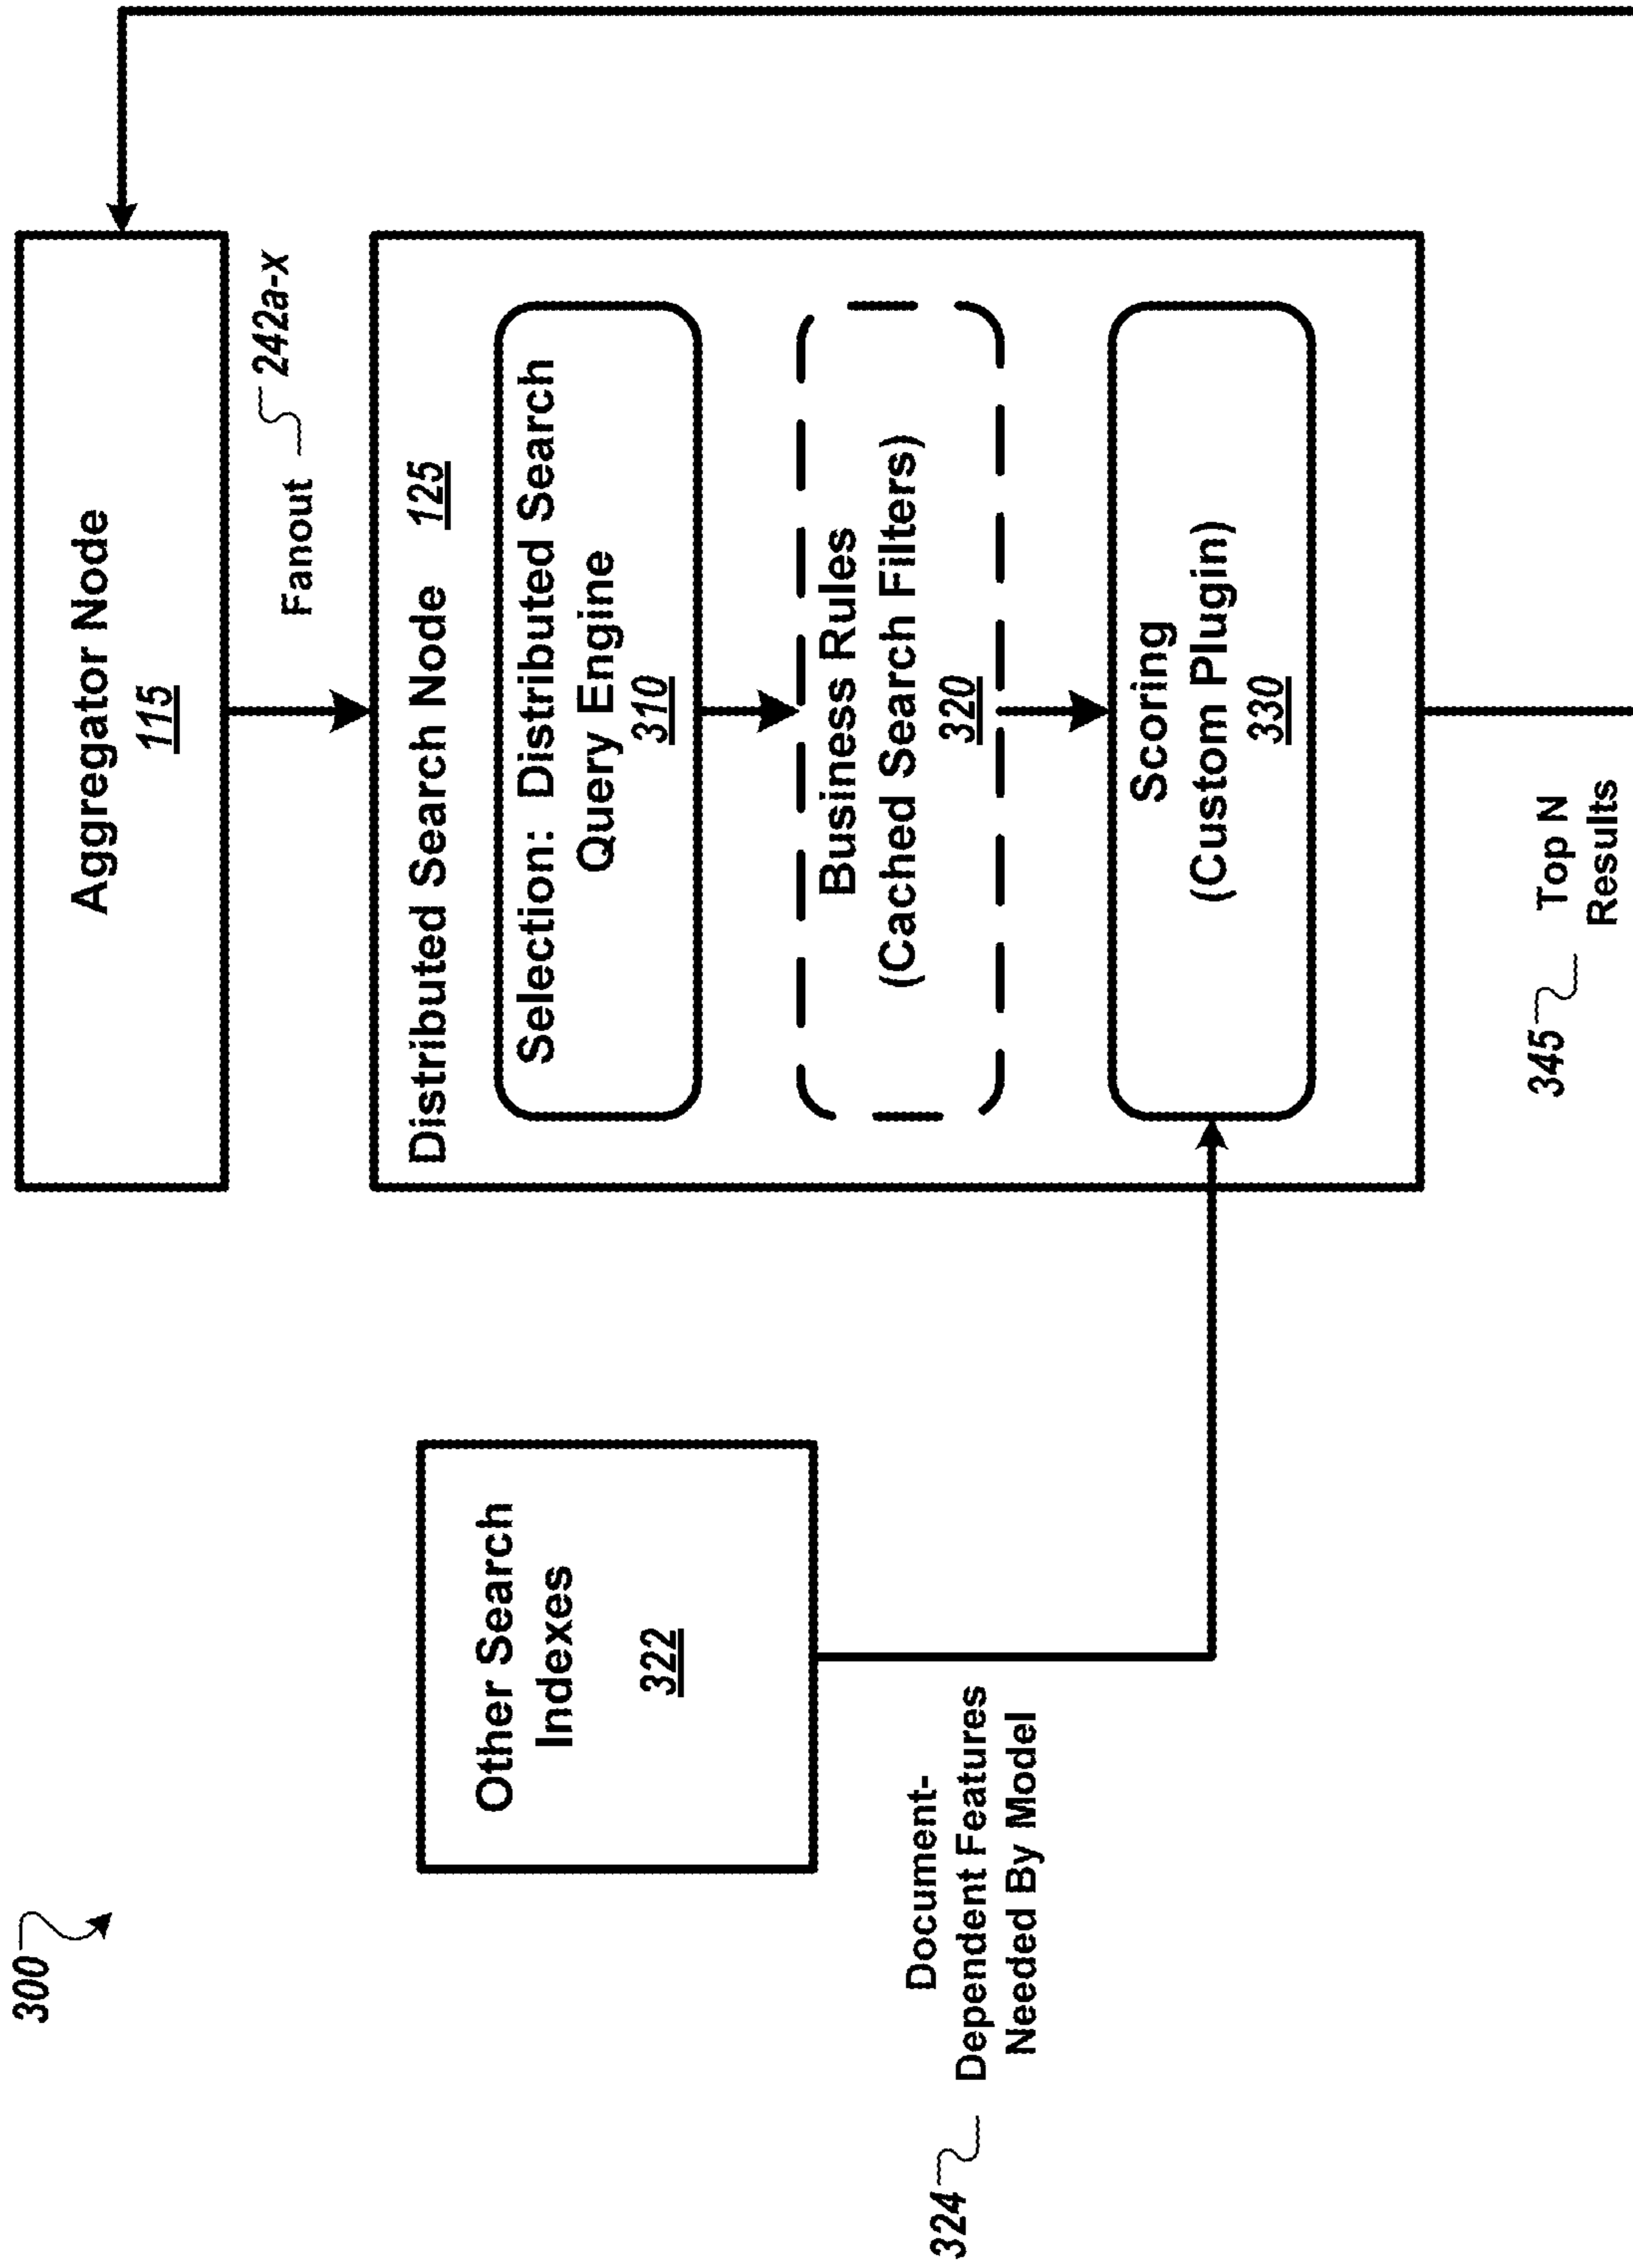 300
Aggregator Node
115
Fanout 242a-x
Distributed Search Node 125
Selection: Distributed Search
Query Engine
310
Business Rules
(Cached Search Filters)
320
Scoring
(Custom Plugin)
330
Other Search
Indexes
322
324
Document-
Dependent Features
Needed By Model
345
Top N
Results